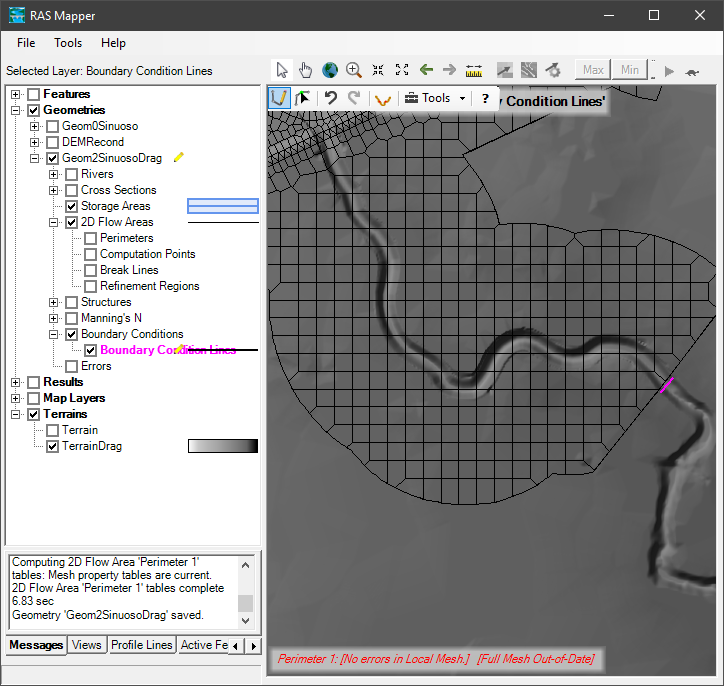 RAS Mapper
File Tools Help
Selected Layer: Boundary Condition Lines
Max Min
Tools ?
y Condition Lines'
Features
Geometries
Geom0Sinuoso
DEMRecond
Geom2SinuosoDrag
Rivers
Cross Sections
Storage Areas
2D Flow Areas
Perimeters
Computation Points
Break Lines
Refinement Regions
Structures
Manning's N
Boundary Conditions
Boundary Condition Lines
Errors
Results
Map Layers
Terrains
Terrain
TerrainDrag
Computing 2D Flow Area 'Perimeter 1'
tables: Mesh property tables are current.
2D Flow Area 'Perimeter 1' tables complete
6.83 sec
Geometry 'Geom2SinuosoDrag' saved.
Messages Views Profile Lines Active Fe
Perimeter 1: [No errors in Local Mesh.] [Full Mesh Out-of-Date]